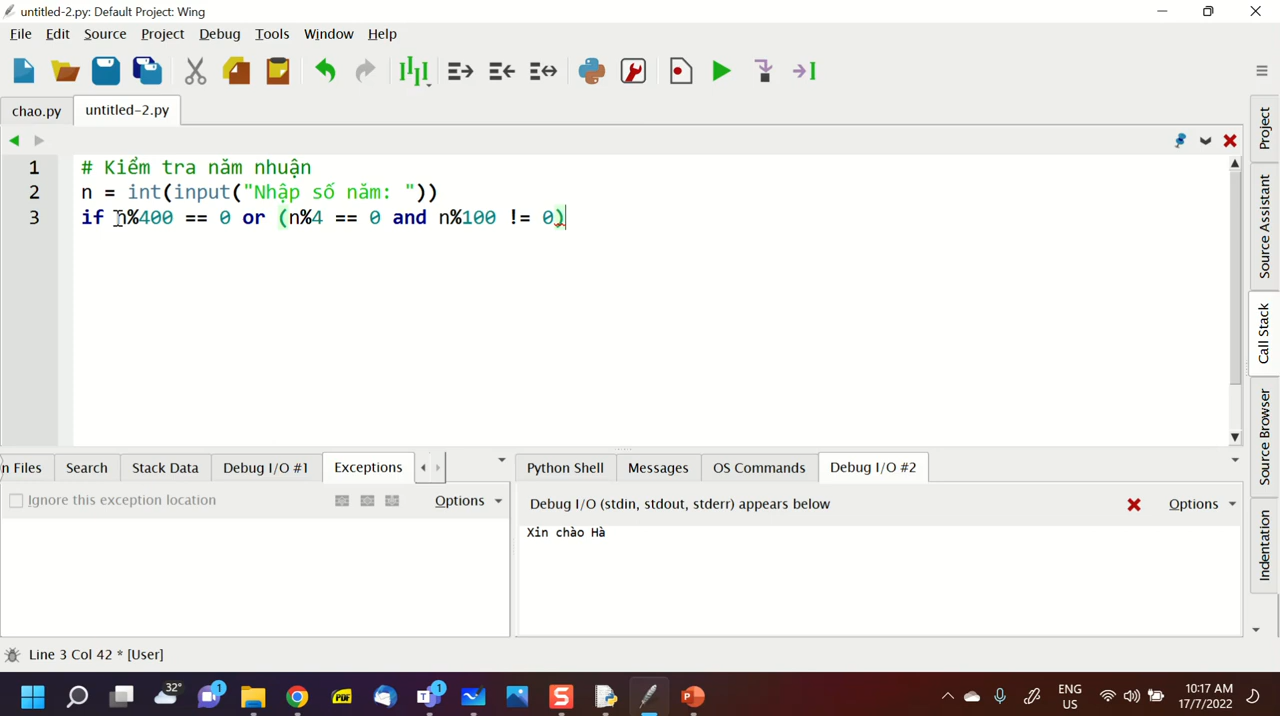 untitled-2.py: Default Project: Wing
File Edit Source Project Debug Tools Window Help
chao.py untitled-2.py
1 # Kiểm tra năm nhuận
2 n = int(input("Nhập số năm: "))
3 if n%400 == 0 or (n%4 == 0 and n%100 != 0)
Project
Source Assistant
Call Stack
Source Browser
Indentation
n Files Search Stack Data Debug I/O #1 Exceptions
Ignore this exception location Options
Python Shell Messages OS Commands Debug I/O #2
Debug I/O (stdin, stdout, stderr) appears below Options
Xin chào Hà
Line 3 Col 42 * [User]
32° 1 PDF 1 S
ENG
US
10:17 AM
17/7/2022